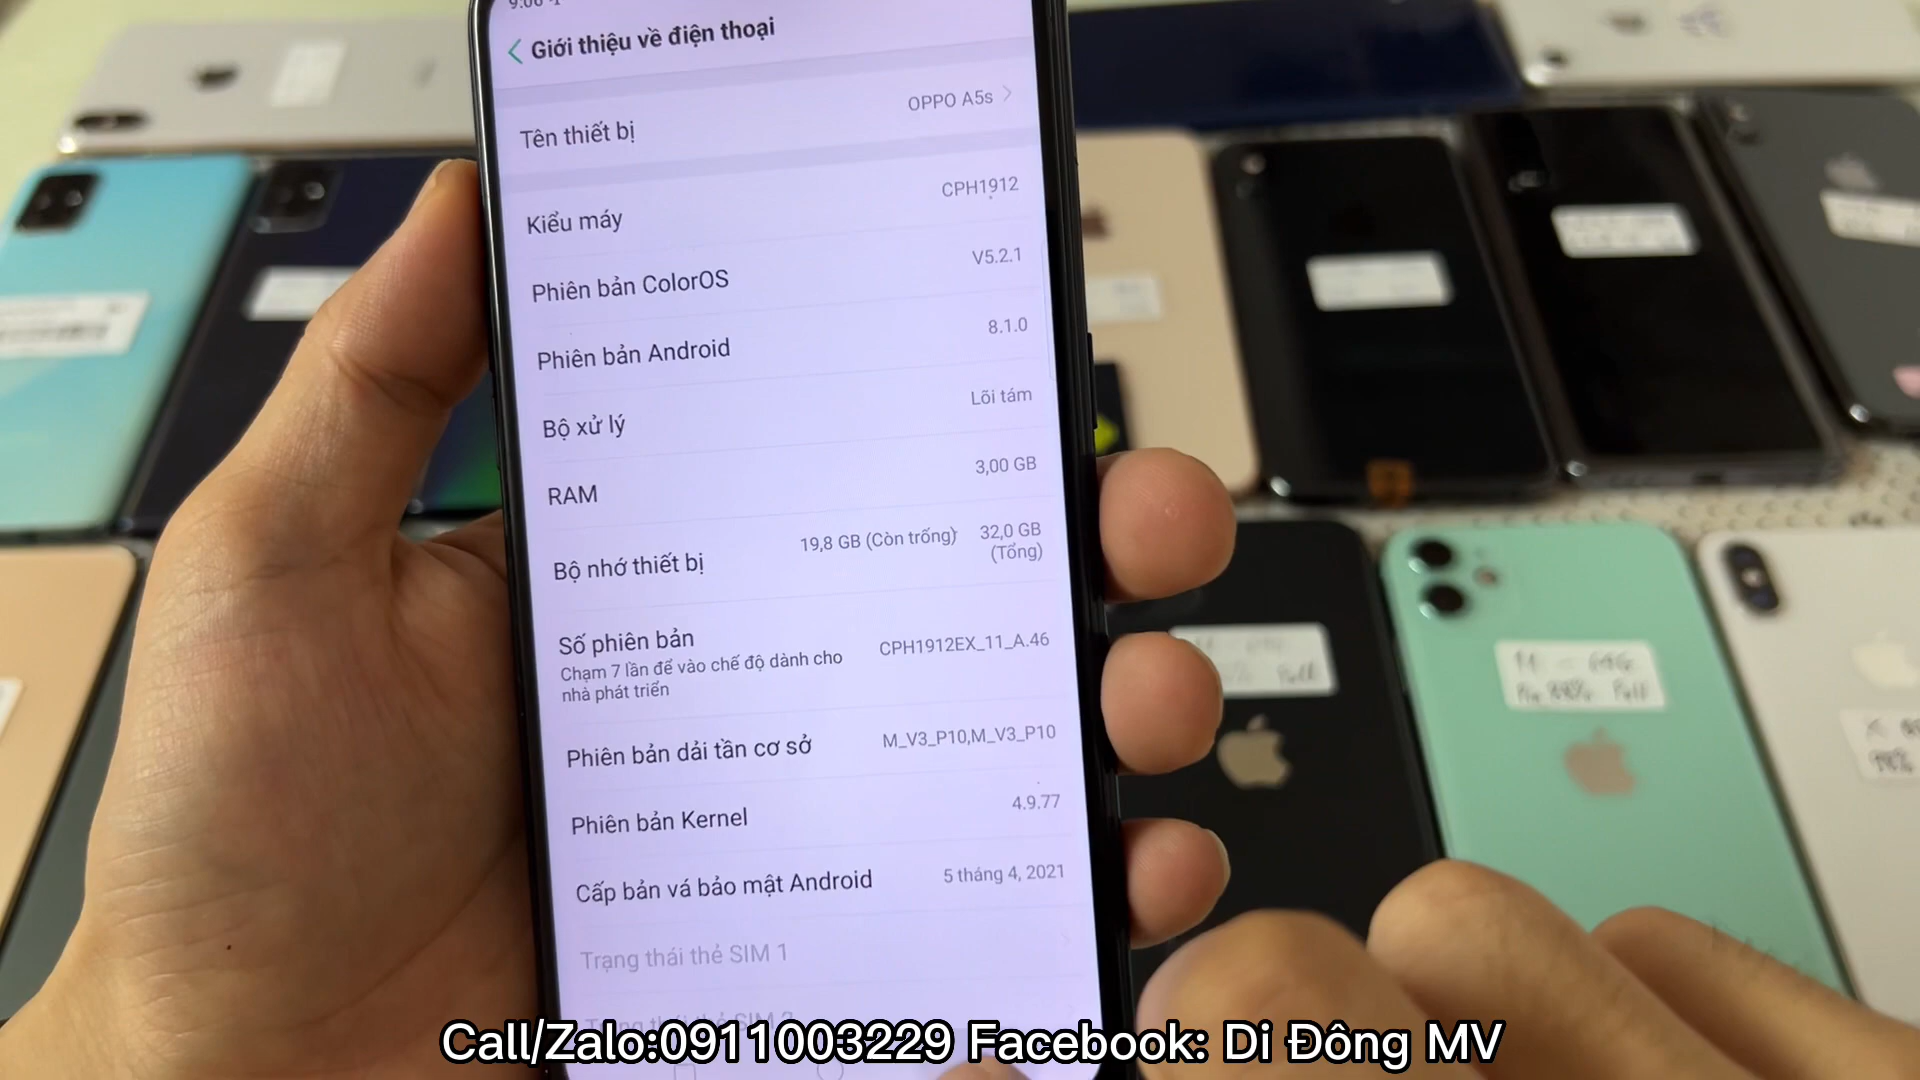 Giới thiệu về điện thoại
Tên thiết bị OPPO A5s
Kiểu máy CPH1912
Phiên bản ColorOS V5.2.1
Phiên bản Android 8.1.0
Bộ xử lý Lõi tám
RAM 3,00 GB
Bộ nhớ thiết bị 19,8 GB (Còn trống) 32,0 GB
(Tổng)
Số phiên bản CPH1912EX_11_A.46
Chạm 7 lần để vào chế độ dành cho
nhà phát triển
Phiên bản dải tần cơ sở M_V3_P10,M_V3_P10
Phiên bản Kernel 4.9.77
Cấp bản vá bảo mật Android 5 tháng 4, 2021
Trạng thái thẻ SIM 1
Call/Zalo:0911003229 Facebook: Di Đông MV